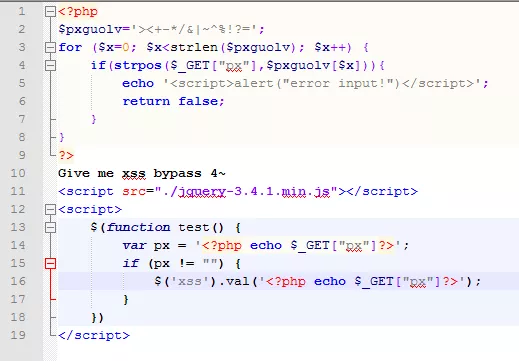 1 <?php
2 $pxguolv='><+-*/&|~^%!?=';
3 for ($x=0; $x<strlen($pxguolv); $x++) {
4 if(strpos($_GET["px"],$pxguolv[$x])){
5 echo '<script>alert("error input!")</script>';
6 return false;
7 }
8 }
9 ?>
10 Give me xss bypass 4~
11 <script src="./jquery-3.4.1.min.js"></script>
12 <script>
13 $(function test() {
14 var px = '<?php echo $_GET["px"]?>';
15 if (px != "") {
16 $('xss').val('<?php echo $_GET["px"]?>');
17 }
18 })
19 </script>